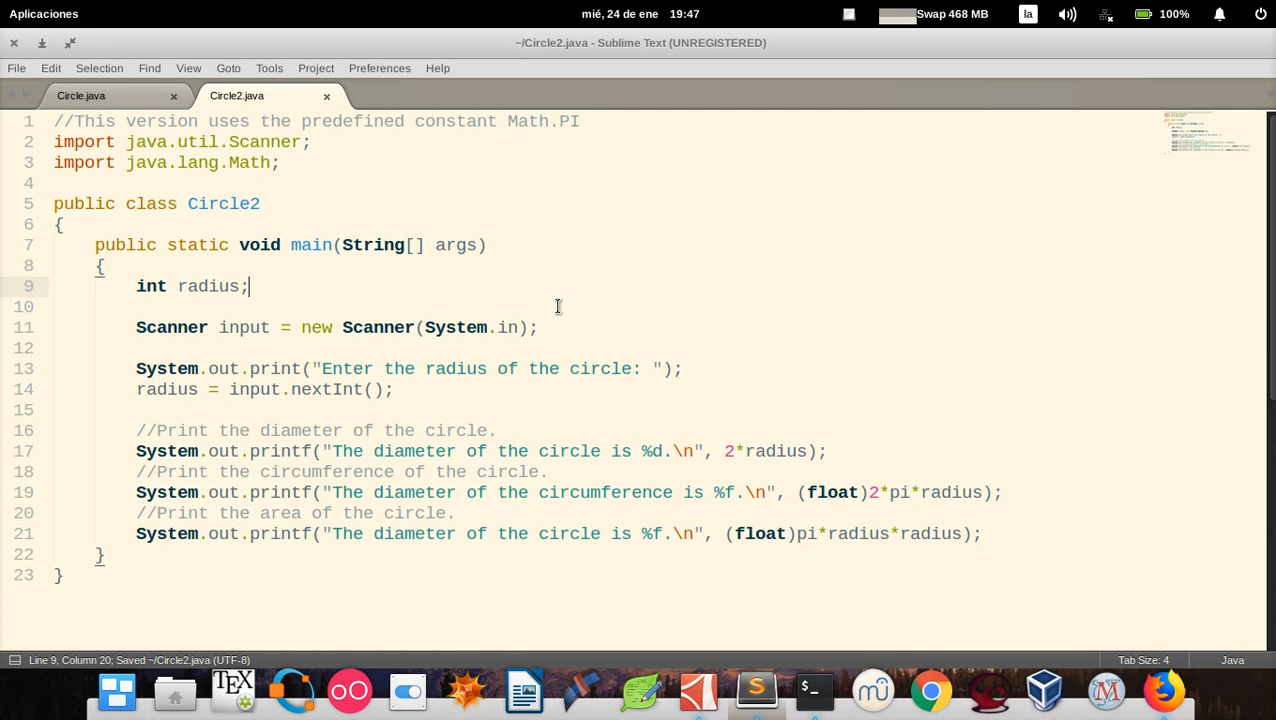 Aplicaciones mié, 24 de ene 19:47 Swap 468 MB la 100%
~/Circle2.java - Sublime Text (UNREGISTERED)
File Edit Selection Find View Goto Tools Project Preferences Help
Circle.java × Circle2.java ×
1 //This version uses the predefined constant Math.PI
2 import java.util.Scanner;
3 import java.lang.Math;
4
5 public class Circle2
6 {
7 public static void main(String[] args)
8 {
9 int radius;
10
11 Scanner input = new Scanner(System.in);
12
13 System.out.print("Enter the radius of the circle: ");
14 radius = input.nextInt();
15
16 //Print the diameter of the circle.
17 System.out.printf("The diameter of the circle is %d.\n", 2*radius);
18 //Print the circumference of the circle.
19 System.out.printf("The diameter of the circumference is %f.\n", (float)2*pi*radius);
20 //Print the area of the circle.
21 System.out.printf("The diameter of the circle is %f.\n", (float)pi*radius*radius);
22 }
23 }
Line 9, Column 20; Saved ~/Circle2.java (UTF-8) Tab Size: 4 Java
TEX